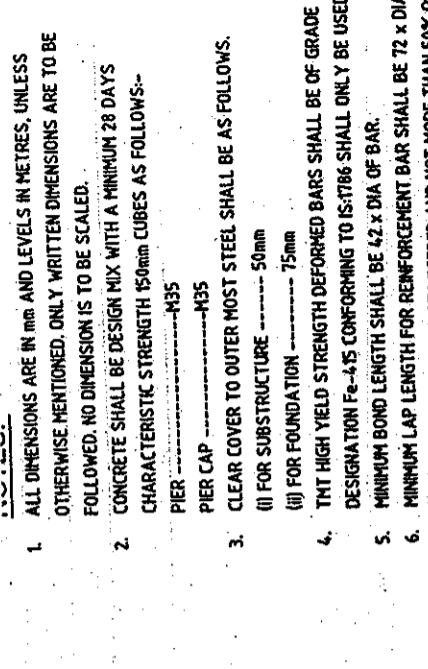 NOTES:
1. ALL DIMENSIONS ARE IN mm AND LEVELS IN METRES, UNLESS
OTHERWISE MENTIONED. ONLY WRITTEN DIMENSIONS ARE TO BE
FOLLOWED. NO DIMENSION IS TO BE SCALED.
2. CONCRETE SHALL BE DESIGN MIX WITH A MINIMUM 28 DAYS
CHARACTERISTIC STRENGTH 150mm CUBES AS FOLLOWS:-
PIER ----------------------M35
PIER CAP -----------------M35
3. CLEAR COVER TO OUTER MOST STEEL SHALL BE AS FOLLOWS.
(i) FOR SUBSTRUCTURE ------- 50mm
(ii) FOR FOUNDATION --------- 75mm
4. TMT HIGH YIELD STRENGTH DEFORMED BARS SHALL BE OF GRADE
DESIGNATION Fe-415 CONFORMING TO IS:1786 SHALL ONLY BE USED
5. MINIMUM BOND LENGTH SHALL BE 42 x DIA OF BAR.
6. MINIMUM LAP LENGTH FOR REINFORCEMENT BAR SHALL BE 72 x DIA
AND NOT MORE THAN 50%